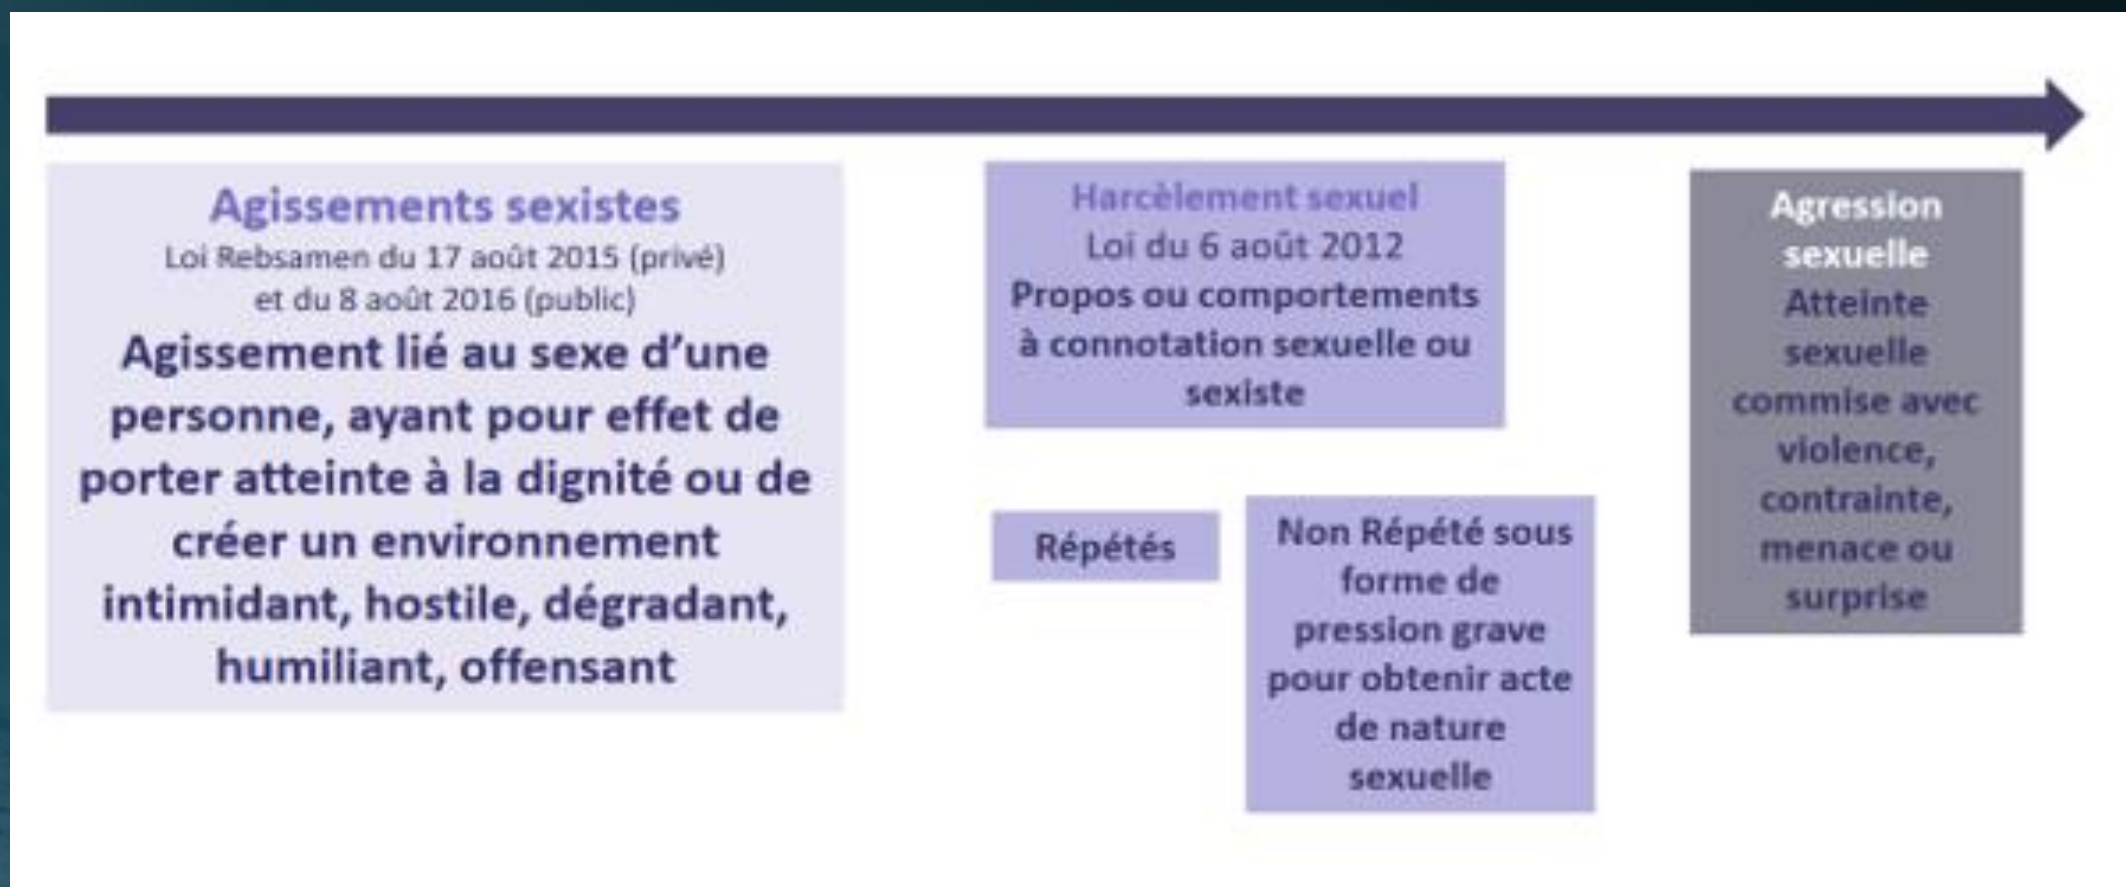 Agissements sexistes
Loi Rebsamen du 17 août 2015 (privé)
et du 8 août 2016 (public)
Agissement lié au sexe d’une
personne, ayant pour effet de
porter atteinte à la dignité ou de
créer un environnement
intimidant, hostile, dégradant,
humiliant, offensant
Harcèlement sexuel
Loi du 6 août 2012
Propos ou comportements
à connotation sexuelle ou
sexiste
Répétés
Non Répété sous
forme de
pression grave
pour obtenir acte
de nature
sexuelle
Agression
sexuelle
Atteinte
sexuelle
commise avec
violence,
contrainte,
menace ou
surprise